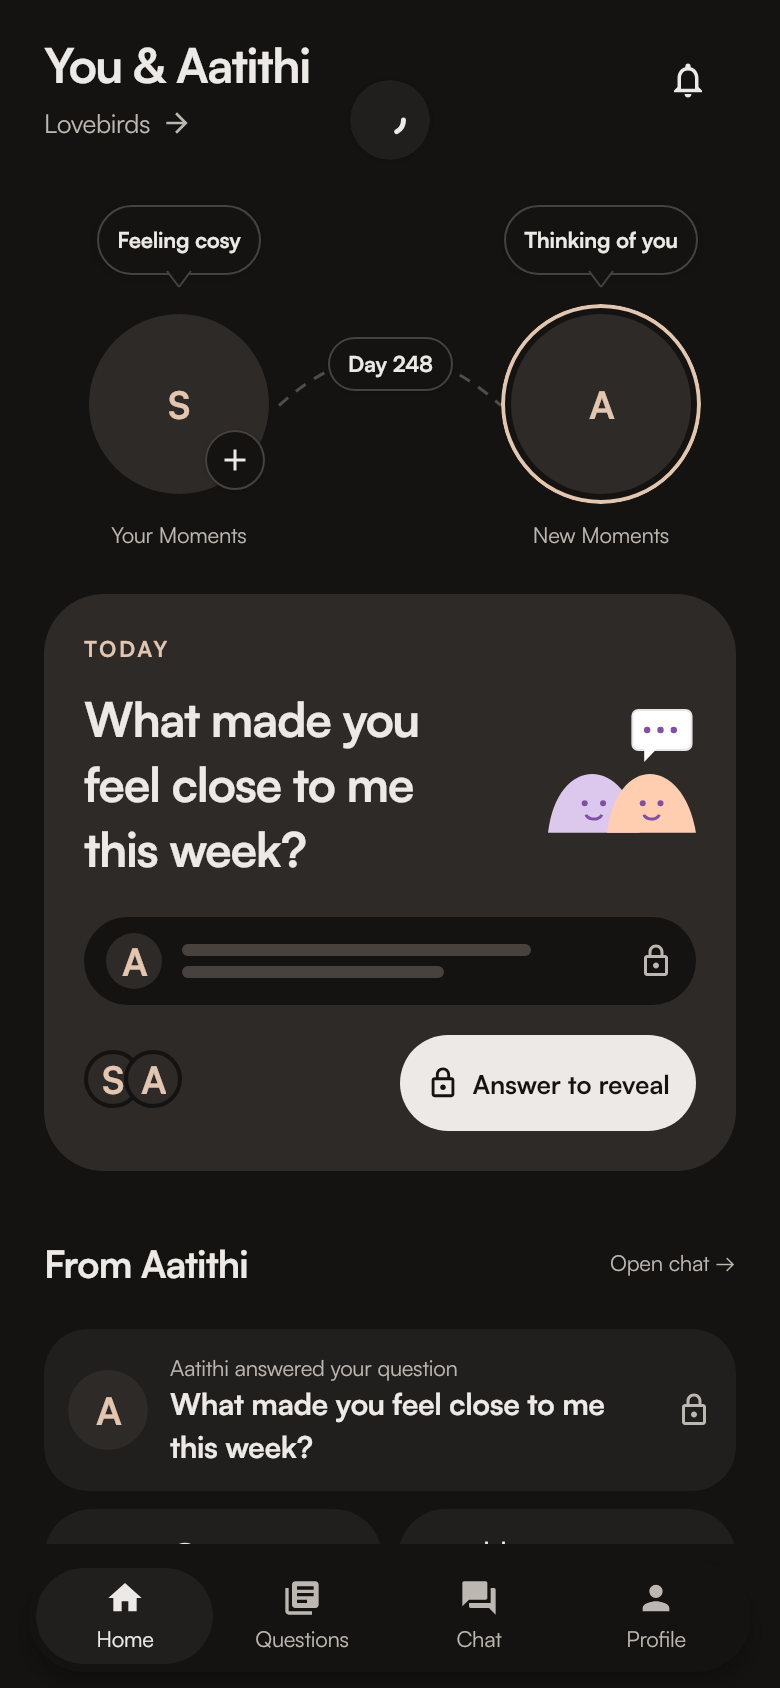 You & Aatithi
Lovebirds →
Feeling cosy
Thinking of you
S
Day 248
A
Your Moments
New Moments
TODAY
What made you
feel close to me
this week?
A
S A
Answer to reveal
From Aatithi
Open chat →
Aatithi answered your question
A
What made you feel close to me
this week?
Home
Questions
Chat
Profile